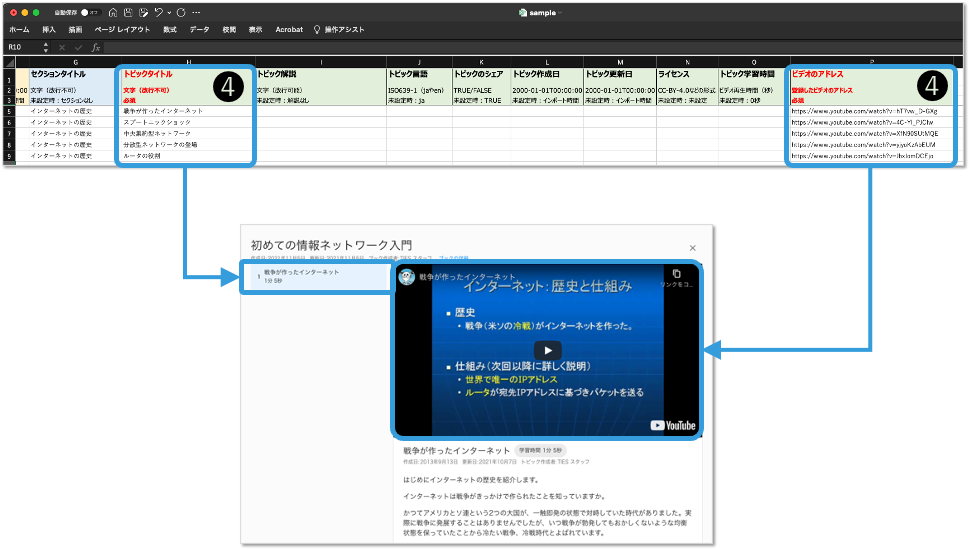 自動保存 オフ
sample
ホーム 挿入 描画 ページ レイアウト 数式 データ 校閲 表示 Acrobat 操作アシスト
R10 fx
G H I J K L M N O P
1 セクションタイトル トピックタイトル トピック解説 トピック言語 トピックのシェア トピック作成日 トピック更新日 ライセンス トピック学習時間 ビデオのアドレス
2 :00 文字（改行不可） 文字（改行不可） 文字（改行可能） ISO639-1（ja/en） TRUE/FALSE 2000-01-01T00:00:00 2000-01-01T00:00:00 CC-BY-4.0などの形式 ビデオ再生時間（秒） 登録したビデオのアドレス
3 間 未設定時：セクションなし 必須 未設定時：解説なし 未設定時：ja 未設定時：TRUE 未設定時：インポート時間 未設定時：インポート時間 未設定時：未設定 未設定時：0秒 必須
4 4
5 インターネットの歴史 戦争が作ったインターネット
6 インターネットの歴史 スプートニックショック
7 インターネットの歴史 中央集約型ネットワーク https://www.youtube.com/watch?v=XfN90SUtMQE
8 インターネットの歴史 分散型ネットワークの登場 https://www.youtube.com/watch?v=yjyuKzAbEUM
9 インターネットの歴史 ルータの役割
初めての情報ネットワーク入門
1 戦争が作ったインターネット
1分 5秒
戦争が作ったインターネット
リンクをコ...
インターネット：歴史と仕組み
歴史
・戦争（米ソの冷戦）がインターネットを作った。
仕組み（次回以降に詳しく説明）
・世界で唯一のIPアドレス
・ルータが宛先IPアドレスに基づきパケットを送る
YouTube
戦争が作ったインターネット 学習時間 1分 5秒
作成日:2013年9月13日 更新日:2021年10月7日 トピック作成者: TIES スタッフ
はじめにインターネットの歴史を紹介します。
インターネットは戦争がきっかけで作られたことを知っていますか。
かつてアメリカとソ連という2つの大国が、一触即発の状態で対峙していた時代がありました。実
際に戦争に発展することはありませんでしたが、いつ戦争が勃発してもおかしくないような均衡
状態を保っていたことから冷たい戦争、冷戦時代とよばれています。